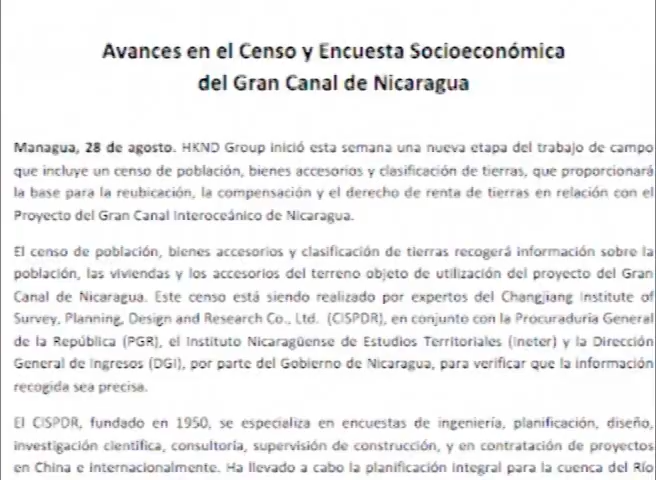 Avances en el Censo y Encuesta Socioeconómica
del Gran Canal de Nicaragua
Managua, 28 de agosto. HKND Group inició esta semana una nueva etapa del trabajo de campo
que incluye un censo de población, bienes accesorios y clasificación de tierras, que proporcionará
la base para la reubicación, la compensación y el derecho de renta de tierras en relación con el
Proyecto del Gran Canal Interoceánico de Nicaragua.
El censo de población, bienes accesorios y clasificación de tierras recogerá información sobre la
población, las viviendas y los accesorios del terreno objeto de utilización del proyecto del Gran
Canal de Nicaragua. Este censo está siendo realizado por expertos del Changjiang Institute of
Survey, Planning, Design and Research Co., Ltd. (CISPDR), en conjunto con la Procuraduría General
de la República (PGR), el Instituto Nicaragüense de Estudios Territoriales (Ineter) y la Dirección
General de Ingresos (DGI), por parte del Gobierno de Nicaragua, para verificar que la información
recogida sea precisa.
El CISPDR, fundado en 1950, se especializa en encuestas de ingeniería, planificación, diseño,
investigación científica, consultoría, supervisión de construcción, y en contratación de proyectos
en China e internacionalmente. Ha llevado a cabo la planificación integral para la cuenca del Río